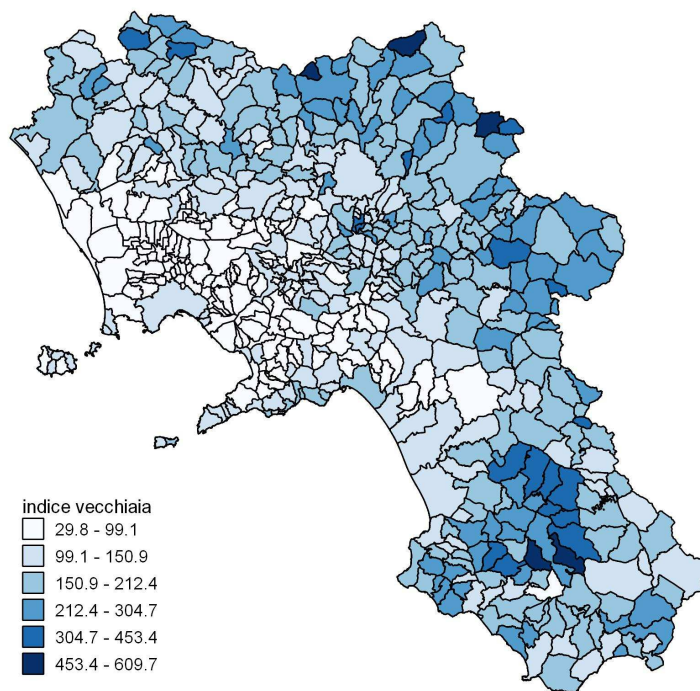 indice vecchiaia
29.8 - 99.1
99.1 - 150.9
150.9 - 212.4
212.4 - 304.7
304.7 - 453.4
453.4 - 609.7